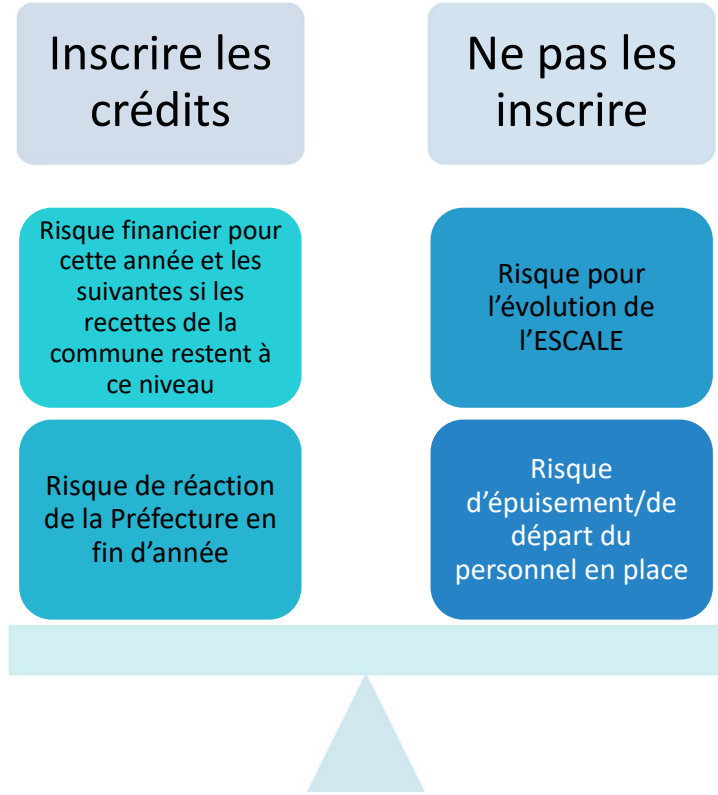 Inscrire les
crédits
Ne pas les
inscrire
Risque financier pour
cette année et les
suivantes si les
recettes de la
commune restent à
ce niveau
Risque pour
l’évolution de
l’ESCALE
Risque de réaction
de la Préfecture en
fin d’année
Risque
d’épuisement/de
départ du
personnel en place